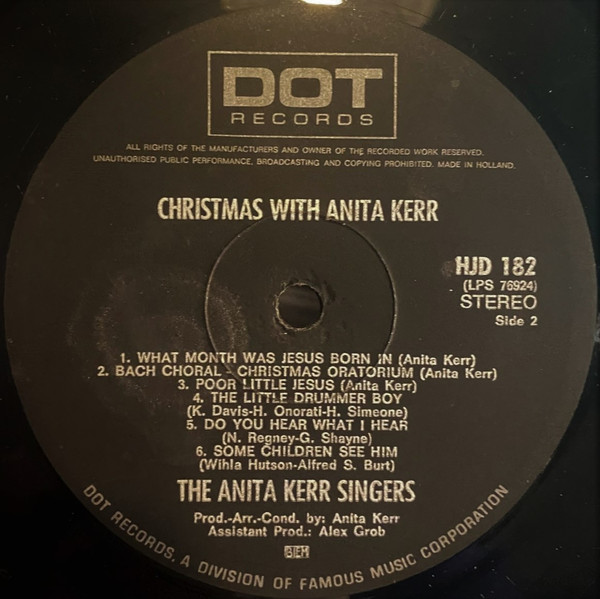 DOT
RECORDS
ALL RIGHTS OF THE MANUFACTURERS AND OWNER OF THE RECORDED WORK RESERVED.
UNAUTHORISED PUBLIC PERFORMANCE, BROADCASTING AND COPYING PROHIBITED. MADE IN HOLLAND.
CHRISTMAS WITH ANITA KERR
HJD 182
(LPS 76924)
STEREO
Side 2
1. WHAT MONTH WAS JESUS BORN IN (Anita Kerr)
2. BACH CHORAL - CHRISTMAS ORATORIUM (Anita Kerr)
3. POOR LITTLE JESUS (Anita Kerr)
4. THE LITTLE DRUMMER BOY
(K. Davis-H. Onorati-H. Simeone)
5. DO YOU HEAR WHAT I HEAR
(N. Regney-G. Shayne)
6. SOME CHILDREN SEE HIM
(Wihla Hutson-Alfred S. Burt)
THE ANITA KERR SINGERS
Prod.-Arr.-Cond. by: Anita Kerr
Assistant Prod.: Alex Grob
BIEM
DOT RECORDS, A DIVISION OF FAMOUS MUSIC CORPORATION